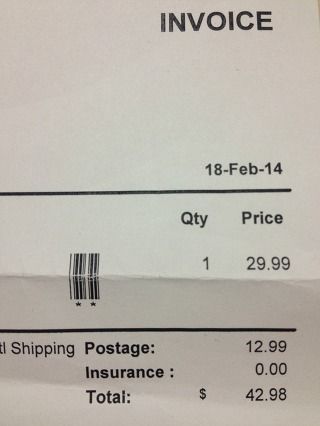 INVOICE
18-Feb-14
Qty Price
1 29.99
* *
tl Shipping Postage: 12.99
Insurance : 0.00
Total: $ 42.98